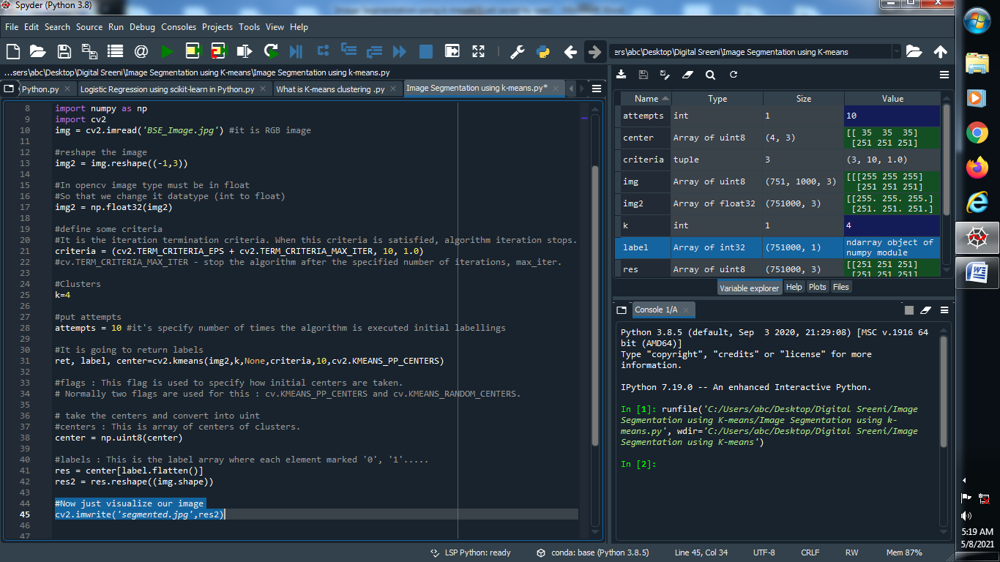 Spyder (Python 3.8)
File Edit Search Source Run Debug Consoles Projects Tools View Help
ers\abc\Desktop\Digital Sreeni\Image Segmentation using K-means
...sers\abc\Desktop\Digital Sreeni\Image Segmentation using K-means\Image Segmentation using k-means.py
Python.py Logistic Regression using scikit-learn in Python.py What is K-means clustering .py Image Segmentation using k-means.py*
8 import numpy as np
9 import cv2
10 img = cv2.imread('BSE_Image.jpg') #it is RGB image
11
12 #reshape the image
13 img2 = img.reshape((-1,3))
14
15 #In opencv image type must be in float
16 #So that we change it datatype (int to float)
17 img2 = np.float32(img2)
18
19 #define some criteria
20 #It is the iteration termination criteria. When this criteria is satisfied, algorithm iteration stops.
21 criteria = (cv2.TERM_CRITERIA_EPS + cv2.TERM_CRITERIA_MAX_ITER, 10, 1.0)
22 #cv.TERM_CRITERIA_MAX_ITER - stop the algorithm after the specified number of iterations, max_iter.
23
24 #Clusters
25 k=4
26
27 #put attempts
28 attempts = 10 #it's specify number of times the algorithm is executed initial labellings
29
30 #It is going to return labels
31 ret, label, center=cv2.kmeans(img2,k,None,criteria,10,cv2.KMEANS_PP_CENTERS)
32
33 #flags : This flag is used to specify how initial centers are taken.
34 # Normally two flags are used for this : cv.KMEANS_PP_CENTERS and cv.KMEANS_RANDOM_CENTERS.
35
36 # take the centers and convert into uint
37 #centers : This is array of centers of clusters.
38 center = np.uint8(center)
39
40 #labels : This is the label array where each element marked '0', '1'.....
41 res = center[label.flatten()]
42 res2 = res.reshape((img.shape))
43
44 #Now just visualize our image
45 cv2.imwrite('segmented.jpg',res2)
46
47
Name Type Size Value
attempts int 1 10
center Array of uint8 (4, 3) [[ 35 35 35]
[251 251 251]
criteria tuple 3 (3, 10, 1.0)
img Array of uint8 (751, 1000, 3) [[[255 255 255]
[251 251 251]
img2 Array of float32 (751000, 3) [[255. 255. 255.]
[251. 251. 251.]
k int 1 4
label Array of int32 (751000, 1) ndarray object of
numpy module
res Array of uint8 (751000, 3) [[251 251 251]
[251 251 251]
Variable explorer Help Plots Files
Console 1/A
Python 3.8.5 (default, Sep 3 2020, 21:29:08) [MSC v.1916 64
bit (AMD64)]
Type "copyright", "credits" or "license" for more
information.
IPython 7.19.0 -- An enhanced Interactive Python.
In [1]: runfile('C:/Users/abc/Desktop/Digital Sreeni/Image
Segmentation using K-means/Image Segmentation using k-
means.py', wdir='C:/Users/abc/Desktop/Digital Sreeni/Image
Segmentation using K-means')
In [2]:
LSP Python: ready conda: base (Python 3.8.5) Line 45, Col 34 UTF-8 CRLF RW Mem 87%
5:19 AM
5/8/2021